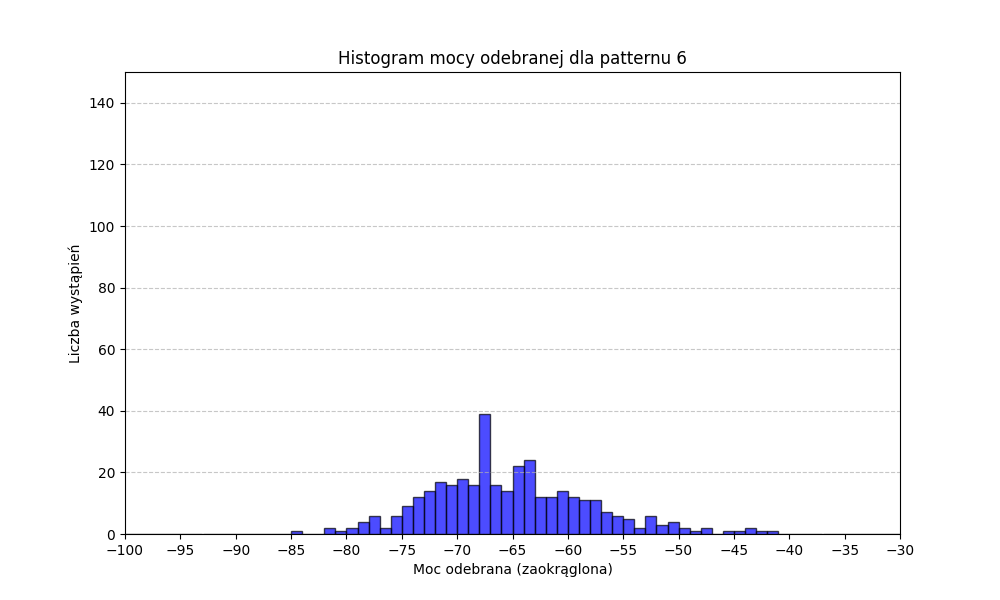 Histogram mocy odebranej dla patternu 6
140
120
100
80
60
40
20
0
Liczba wystąpień
−100 −95 −90 −85 −80 −75 −70 −65 −60 −55 −50 −45 −40 −35 −30
Moc odebrana (zaokrąglona)